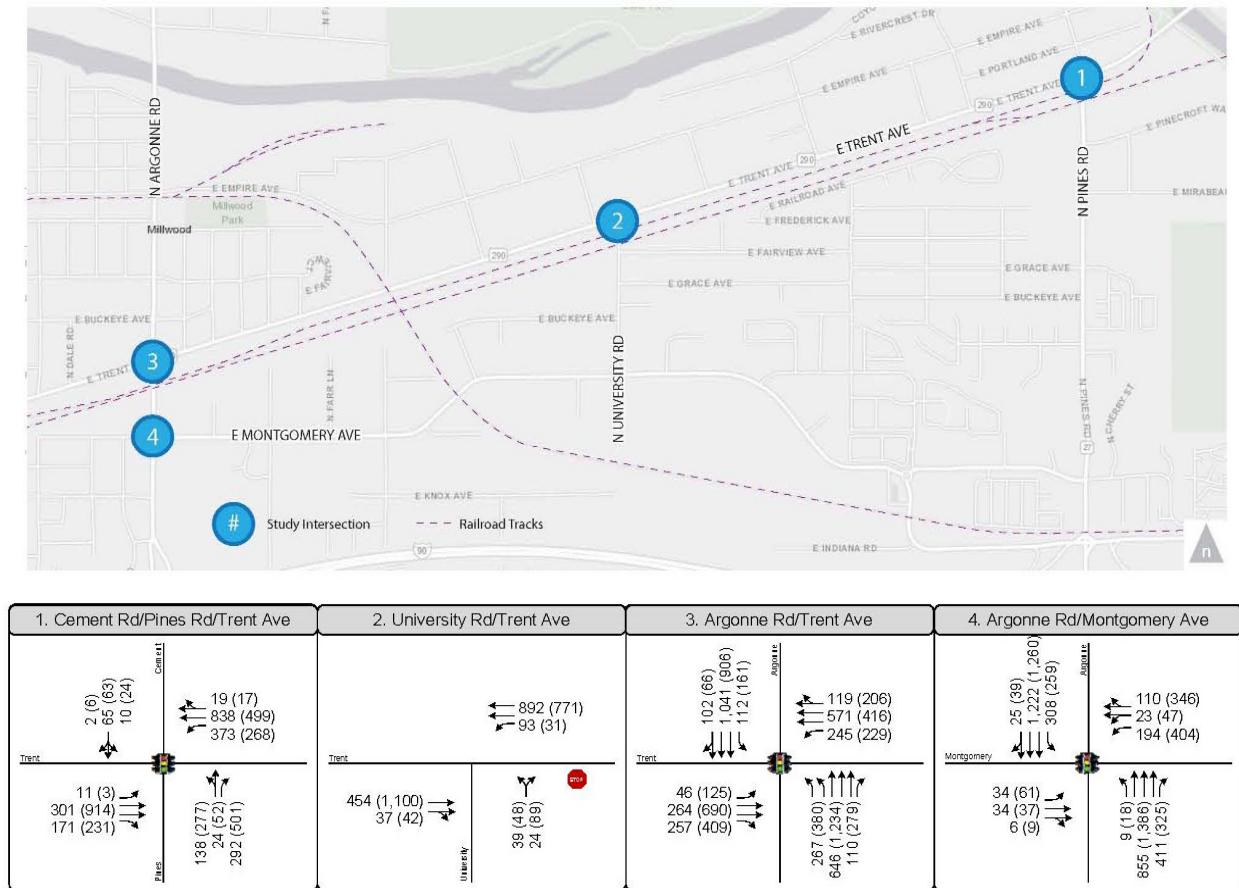 E RIVERCREST DR
E EMPIRE AVE
E PORTLAND AVE
E EMPIRE AVE
E TRENT AVE
290
1
E PINECROFT WA
N ARGONNE RD
E TRENT AVE
290
N PINES RD
E TRENT AVE
E RAILROAD AVE
E EMPIRE AVE
Millwood
Park
Millwood
2
E FREDERICK AVE
E MIRABEAU
E FAIRVIEW AVE
290
E GRACE AVE
E GRACE AVE
E BUCKEYE AVE
E BUCKEYE AVE
E BUCKEYE AVE
N DALE RD
3
E TRENT
N FARR LN
N UNIVERSITY RD
N PINES RD
N CHERRY ST
4
E MONTGOMERY AVE
27
E KNOX AVE
# Study Intersection
Railroad Tracks
90
E INDIANA RD
n
1. Cement Rd/Pines Rd/Trent Ave
Cement
2 (6)
65 (63)
10 (24)
19 (17)
838 (499)
373 (268)
Trent
11 (3)
301 (914)
171 (231)
138 (277)
24 (52)
292 (501)
Pines
2. University Rd/Trent Ave
892 (771)
93 (31)
Trent
454 (1,100)
37 (42)
39 (48)
24 (89)
STOP
University
3. Argonne Rd/Trent Ave
Argonne
102 (66)
1,041 (906)
112 (161)
119 (206)
571 (416)
245 (229)
Trent
46 (125)
264 (690)
257 (409)
267 (380)
646 (1,234)
110 (279)
4. Argonne Rd/Montgomery Ave
Argonne
25 (39)
1,222 (1,260)
308 (259)
110 (346)
23 (47)
194 (404)
Montgomery
34 (61)
34 (37)
6 (9)
9 (18)
855 (1,386)
411 (325)